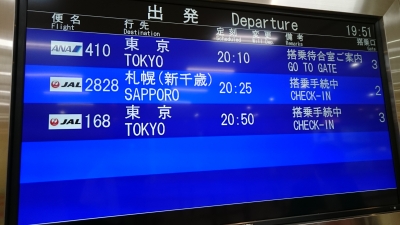 出発 Departure 19:51
便名 行先 定刻 変更 備考 搭乗口
Flight Destination Remarks
ANA 410 東京 20:10 搭乗待合室ご案内 3
TOKYO GO TO GATE
JAL 2828 札幌(新千歳) 20:25 搭乗手続中 2
SAPPORO CHECK-IN
JAL 168 東京 20:50 搭乗手続中 3
TOKYO CHECK-IN